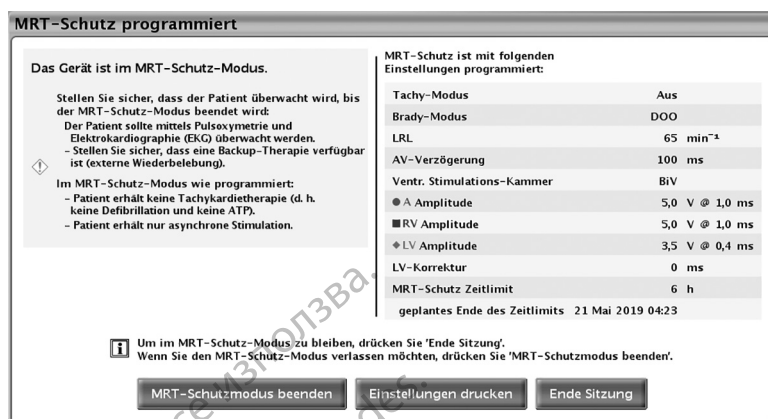 MRT-Schutz programmiert
Das Gerät ist im MRT-Schutz-Modus.
Stellen Sie sicher, dass der Patient überwacht wird, bis
der MRT-Schutz-Modus beendet wird:
Der Patient sollte mittels Pulsoxymetrie und
Elektrokardiographie (EKG) überwacht werden.
- Stellen Sie sicher, dass eine Backup-Therapie verfügbar
ist (externe Wiederbelebung).
Im MRT-Schutz-Modus wie programmiert:
- Patient erhält keine Tachykardietherapie (d. h.
keine Defibrillation und keine ATP).
- Patient erhält nur asynchrone Stimulation.
MRT-Schutz ist mit folgenden
Einstellungen programmiert:
Tachy-Modus Aus
Brady-Modus DOO
LRL 65 min⁻¹
AV-Verzögerung 100 ms
Ventr. Stimulations-Kammer BiV
● A Amplitude 5,0 V @ 1,0 ms
■ RV Amplitude 5,0 V @ 1,0 ms
◆ LV Amplitude 3,5 V @ 0,4 ms
LV-Korrektur 0 ms
MRT-Schutz Zeitlimit 6 h
geplantes Ende des Zeitlimits 21 Mai 2019 04:23
Um im MRT-Schutz-Modus zu bleiben, drücken Sie 'Ende Sitzung'.
Wenn Sie den MRT-Schutz-Modus verlassen möchten, drücken Sie 'MRT-Schutzmodus beenden'.
MRT-Schutzmodus beenden Einstellungen drucken Ende Sitzung